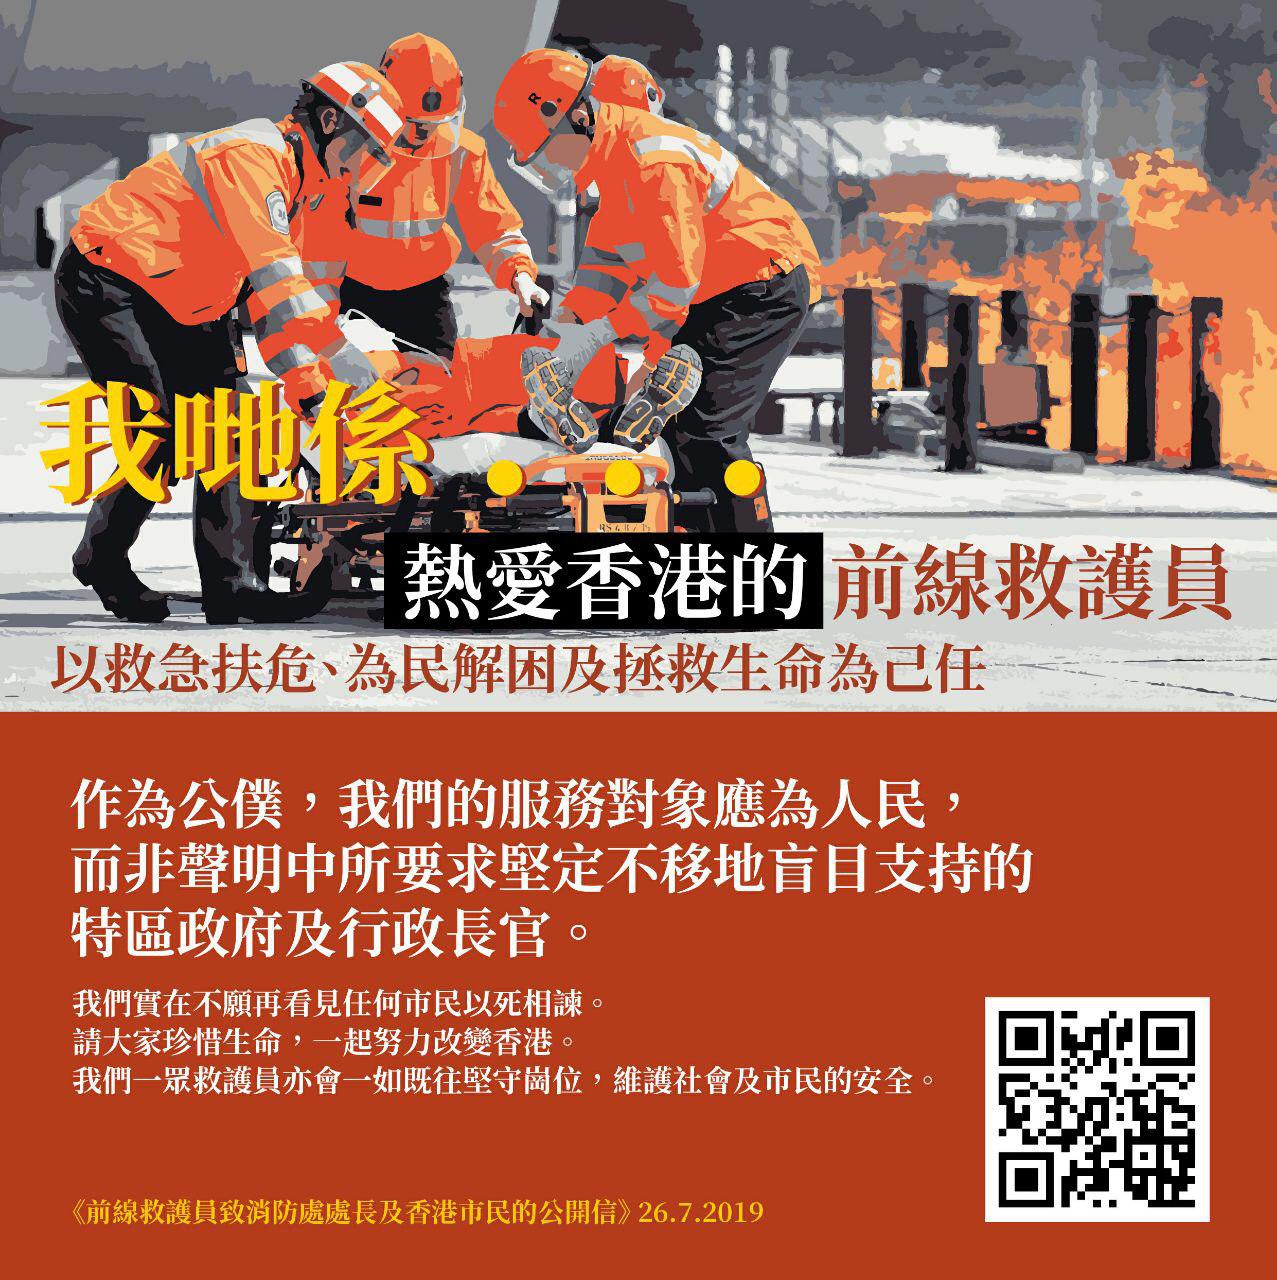 我哋係...
熱愛香港的前線救護員
以救急扶危、為民解困及拯救生命為己任
作為公僕，我們的服務對象應為人民，
而非聲明中所要求堅定不移地盲目支持的
特區政府及行政長官。
我們實在不願再看見任何市民以死相諫。
請大家珍惜生命，一起努力改變香港。
我們一眾救護員亦會一如既往堅守崗位，維護社會及市民的安全。
《前線救護員致消防處處長及香港市民的公開信》26.7.2019